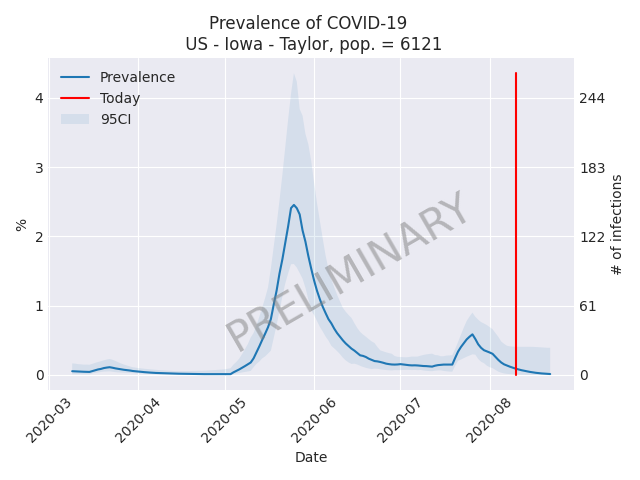 Prevalence of COVID-19
US - Iowa - Taylor, pop. = 6121
Prevalence
Today
95CI
4
3
2
1
0
%
244
183
122
61
0
# of infections
PRELIMINARY
2020-03
2020-04
2020-05
2020-06
2020-07
2020-08
Date